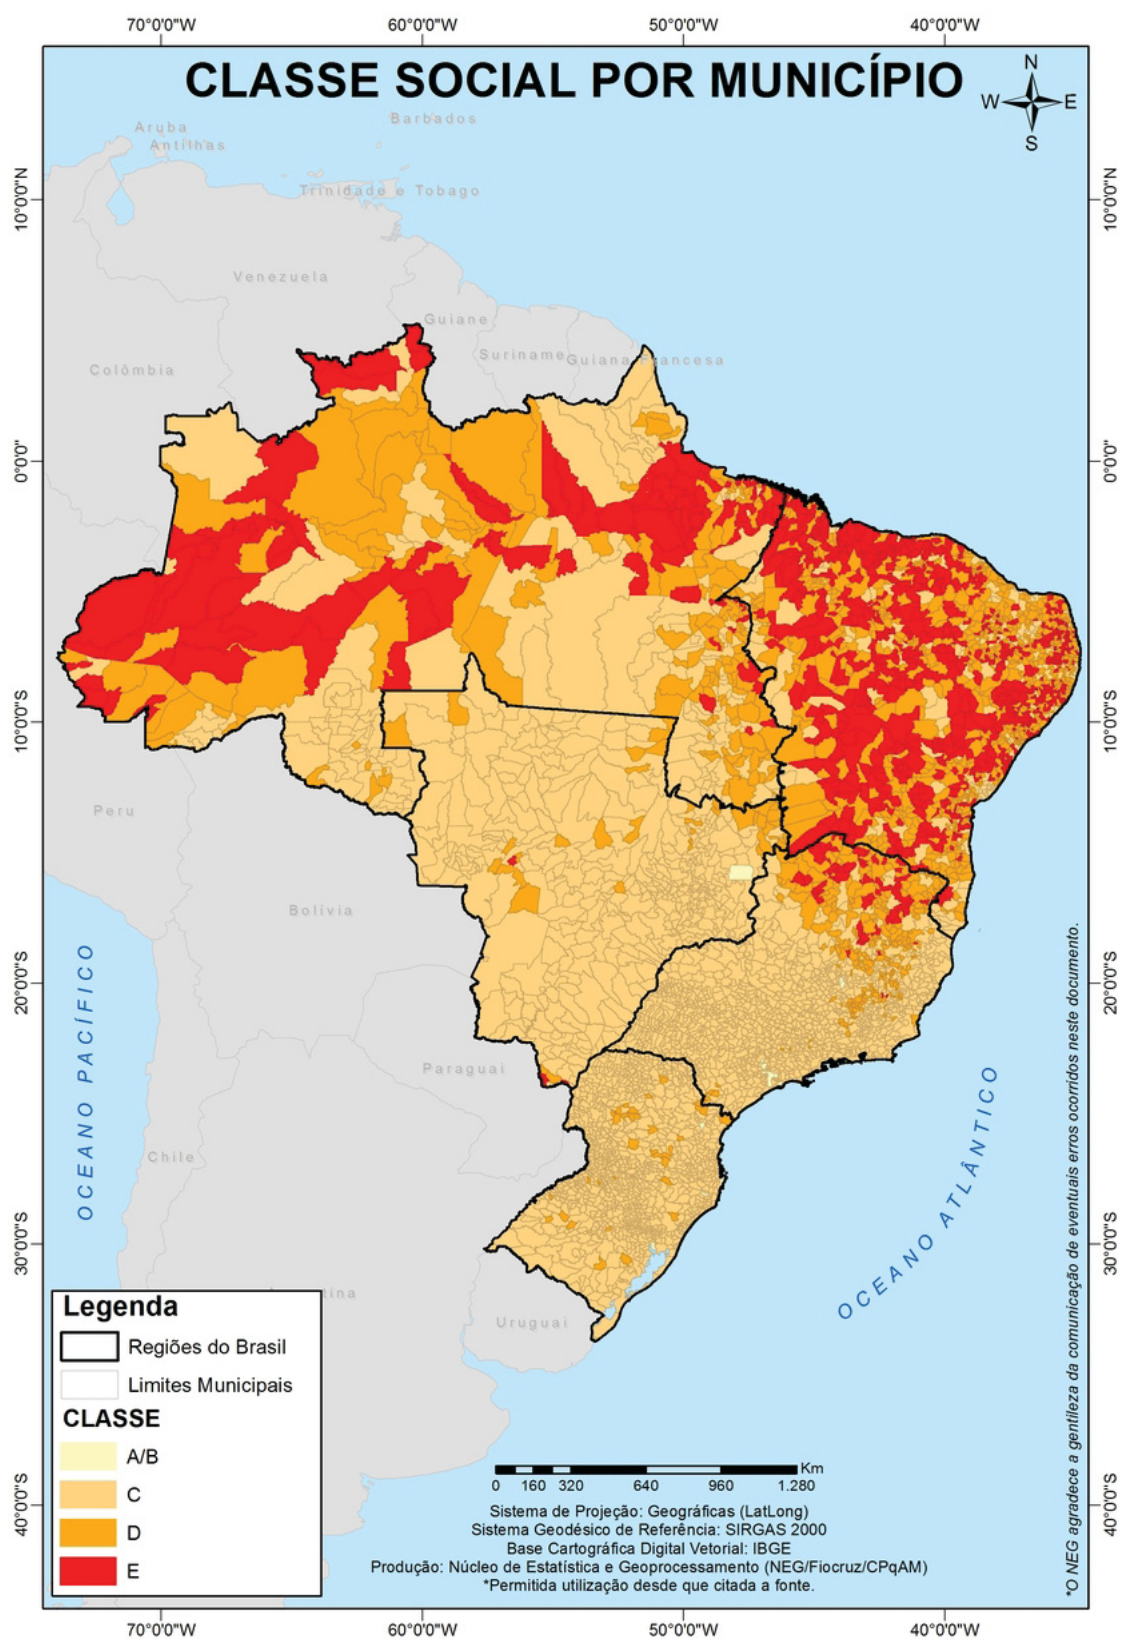 70°0'0"W 60°0'0"W 50°0'0"W 40°0'0"W
CLASSE SOCIAL POR MUNICÍPIO
N
W E
S
Barbados
Aruba
Antilhas
Trinidade e Tobago
10°0'0"N
10°0'0"N
Venezuela
Guiane
Suriname
Guiana Francesa
Colômbia
0°0'0"
0°0'0"
10°0'0"S
10°0'0"S
Peru
Bolívia
OCEANO PACÍFICO
20°0'0"S
20°0'0"S
Paraguai
Chile
OCEANO ATLÂNTICO
30°0'0"S
30°0'0"S
tina
Uruguai
Legenda
Regiões do Brasil
Limites Municipais
CLASSE
A/B
C
D
E
40°0'0"S
40°0'0"S
Km
0 160 320 640 960 1.280
Sistema de Projeção: Geográficas (LatLong)
Sistema Geodésico de Referência: SIRGAS 2000
Base Cartográfica Digital Vetorial: IBGE
Produção: Núcleo de Estatística e Geoprocessamento (NEG/Fiocruz/CPqAM)
*Permitida utilização desde que citada a fonte.
*O NEG agradece a gentileza da comunicação de eventuais erros ocorridos neste documento.
70°0'0"W 60°0'0"W 50°0'0"W 40°0'0"W